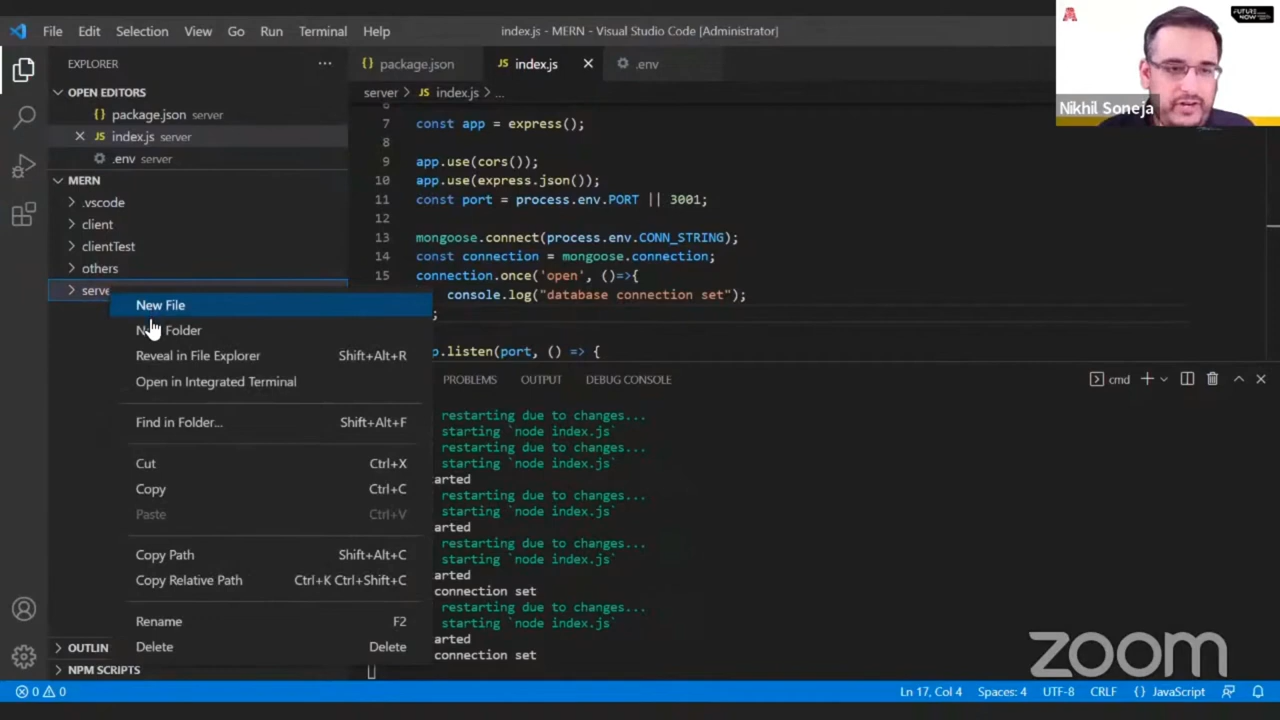 File Edit Selection View Go Run Terminal Help
index.js - MERN - Visual Studio Code [Administrator]
FUTURE NOW
Nikhil Soneja
EXPLORER
OPEN EDITORS
{} package.json server
JS index.js server
.env server
MERN
.vscode
client
clientTest
others
serve
New File
Folder
Reveal in File Explorer Shift+Alt+R
Open in Integrated Terminal
Find in Folder... Shift+Alt+F
Cut Ctrl+X
Copy Ctrl+C
Paste Ctrl+V
Copy Path Shift+Alt+C
Copy Relative Path Ctrl+K Ctrl+Shift+C
Rename F2
Delete Delete
OUTLIN
NPM SCRIPTS
{} package.json JS index.js .env
server > JS index.js > ...
7 const app = express();
8
9 app.use(cors());
10 app.use(express.json());
11 const port = process.env.PORT || 3001;
12
13 mongoose.connect(process.env.CONN_STRING);
14 const connection = mongoose.connection;
15 connection.once('open', ()=>{
console.log("database connection set");
;
p.listen(port, () => {
PROBLEMS OUTPUT DEBUG CONSOLE cmd
restarting due to changes...
starting `node index.js`
restarting due to changes...
starting `node index.js`
arted
restarting due to changes...
starting `node index.js`
arted
restarting due to changes...
starting `node index.js`
arted
connection set
restarting due to changes...
starting `node index.js`
arted
connection set
zoom
0 0 Ln 17, Col 4 Spaces: 4 UTF-8 CRLF {} JavaScript